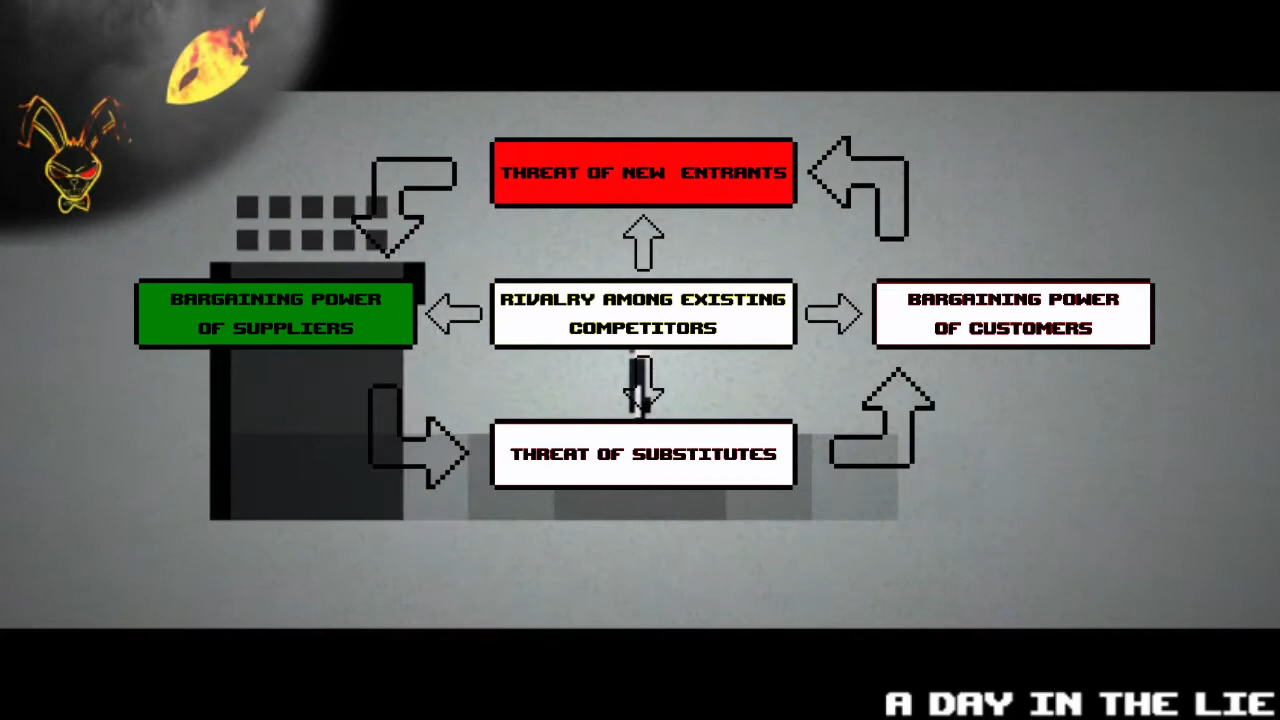 THREAT OF NEW ENTRANTS
BARGAINING POWER
OF SUPPLIERS
RIVALRY AMONG EXISTING
COMPETITORS
BARGAINING POWER
OF CUSTOMERS
THREAT OF SUBSTITUTES
A DAY IN THE LIE